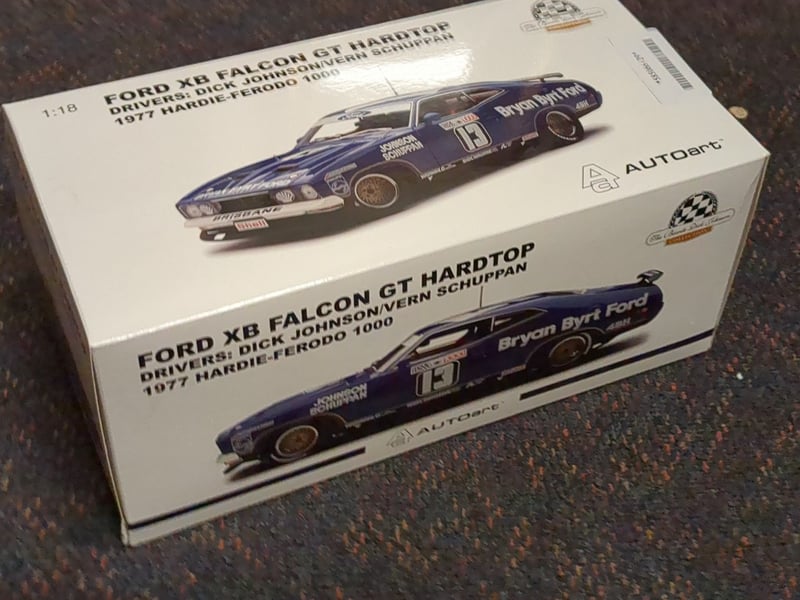 1:18
FORD XB FALCON GT HARDTOP
DRIVERS: DICK JOHNSON/VERN SCHUPPAN
1977 HARDIE-FERODO 1000
Bryan Byrt Ford
JOHNSON
SCHUPPAN
13
BRISBANE
Shell
AUTOart
FORD XB FALCON GT HARDTOP
DRIVERS: DICK JOHNSON/VERN SCHUPPAN
1977 HARDIE-FERODO 1000
Bryan Byrt Ford
JOHNSON
SCHUPPAN
13
AUTOart